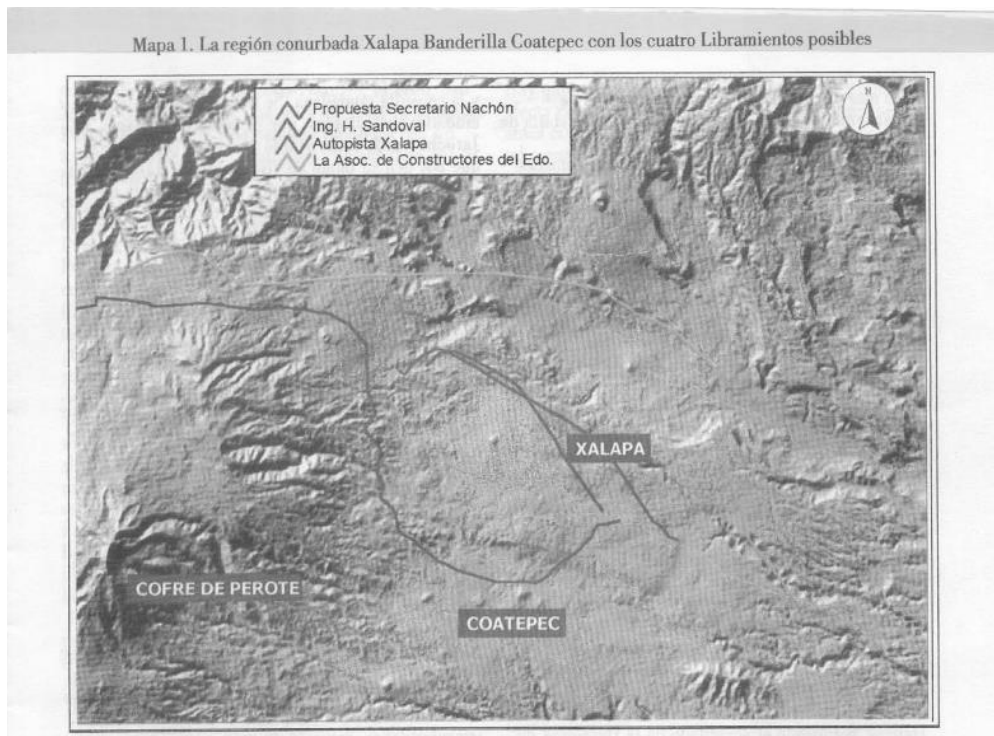 Mapa 1. La región conurbada Xalapa Banderilla Coatepec con los cuatro Libramientos posibles
Propuesta Secretario Nachón
Ing. H. Sandoval
Autopista Xalapa
La Asoc. de Constructores del Edo.
N
XALAPA
COFRE DE PEROTE
COATEPEC